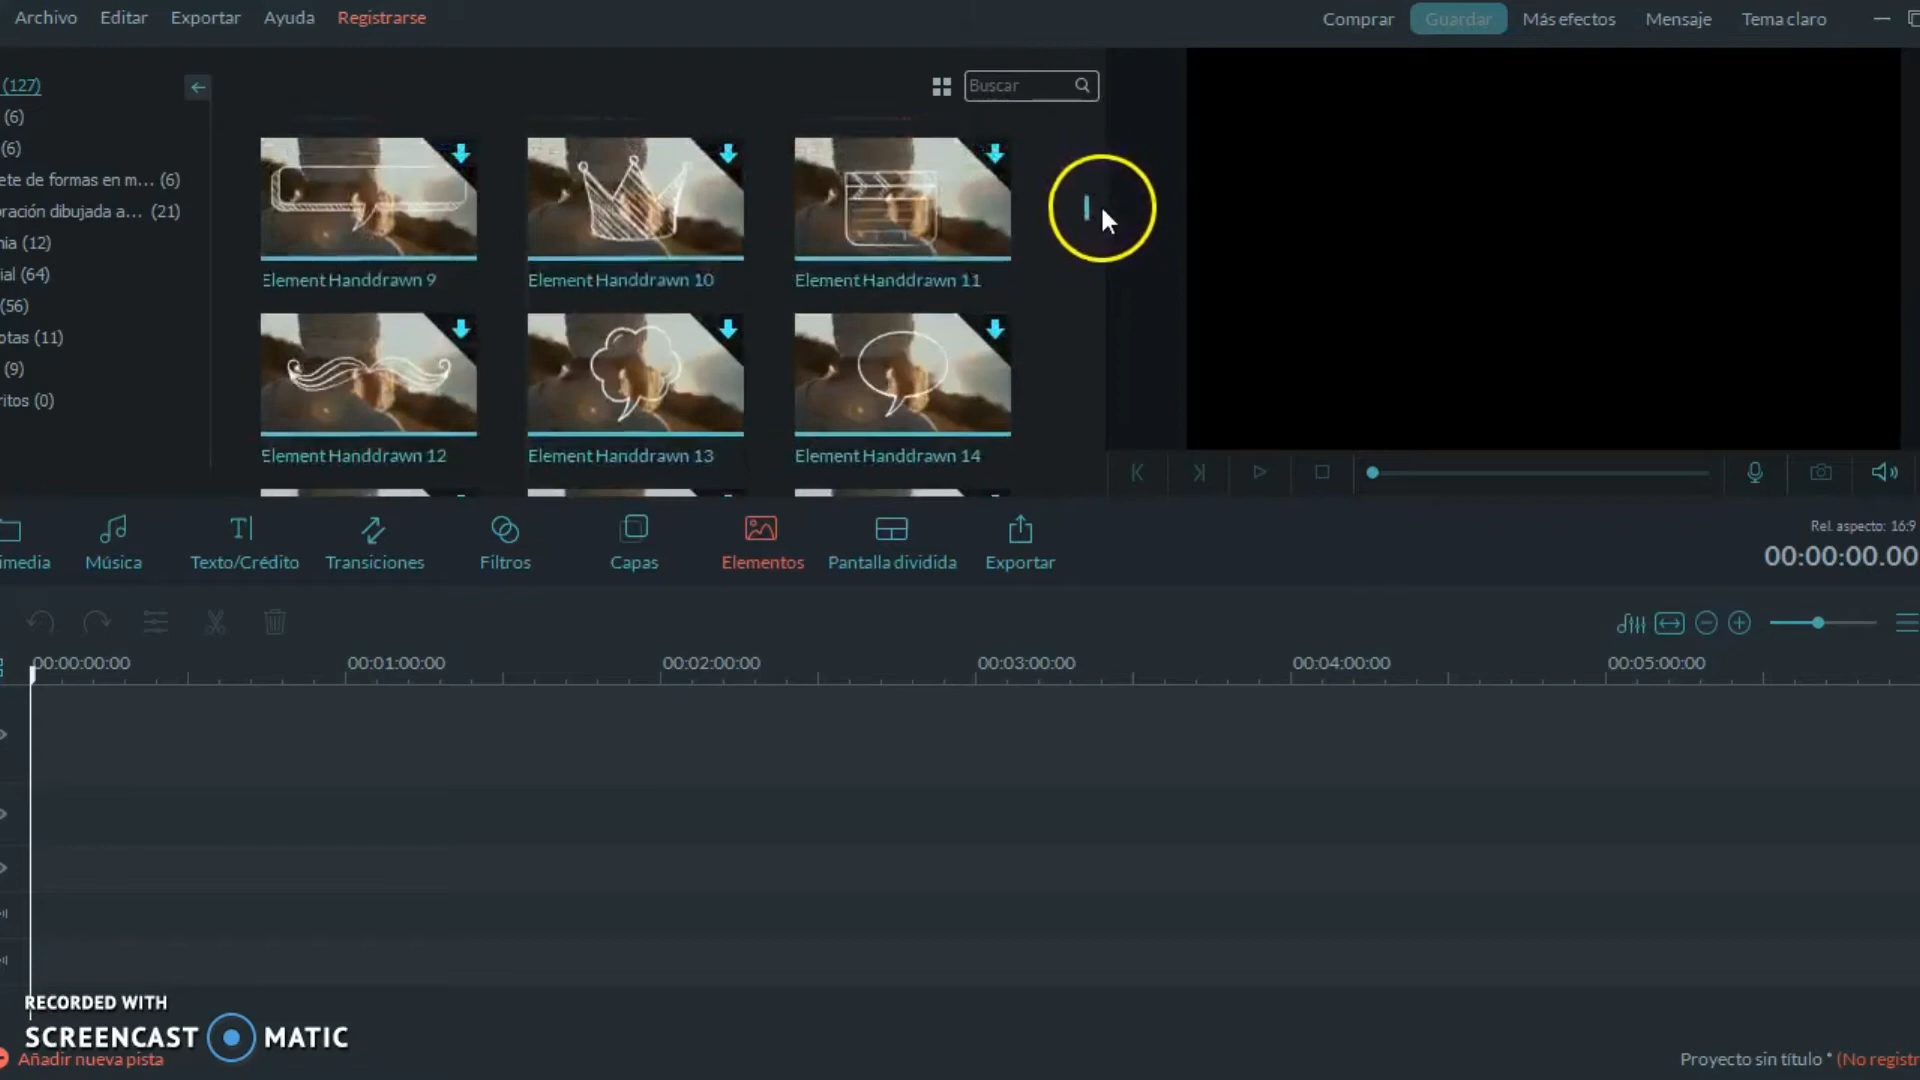 Archivo Editar Exportar Ayuda Registrarse
Comprar Guardar Más efectos Mensaje Tema claro
(127)
(6)
(6)
ete de formas en m... (6)
oración dibujada a... (21)
nia (12)
ial (64)
(56)
otas (11)
(9)
ritos (0)
Buscar
Element Handdrawn 9
Element Handdrawn 10
Element Handdrawn 11
Element Handdrawn 12
Element Handdrawn 13
Element Handdrawn 14
imedia Música Texto/Crédito Transiciones Filtros Capas Elementos Pantalla dividida Exportar
Rel. aspecto: 16:9
00:00:00.00
00:00:00:00 00:01:00:00 00:02:00:00 00:03:00:00 00:04:00:00 00:05:00:00
RECORDED WITH
SCREENCAST MATIC
Añadir nueva pista
Proyecto sin título * (No registr